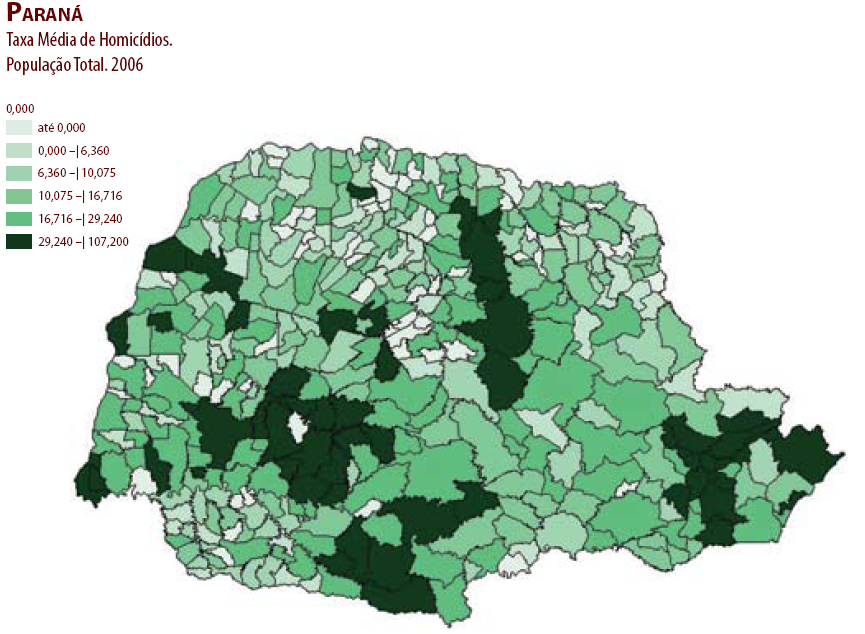 PARANÁ
Taxa Média de Homicídios.
População Total. 2006
0,000
até 0,000
0,000 –| 6,360
6,360 –| 10,075
10,075 –| 16,716
16,716 –| 29,240
29,240 –| 107,200